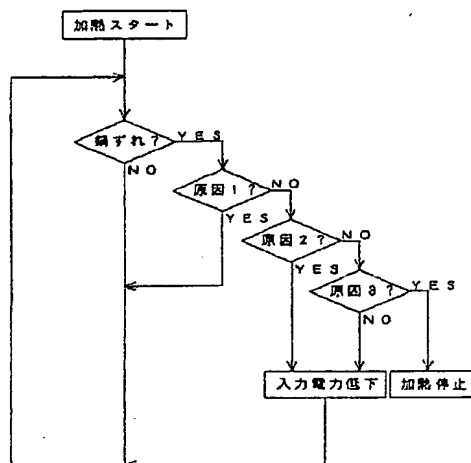 加熱スタート
鍋ずれ?
YES
NO
原因1?
NO
YES
原因2?
NO
YES
原因3?
YES
NO
入力電力低下
加熱停止